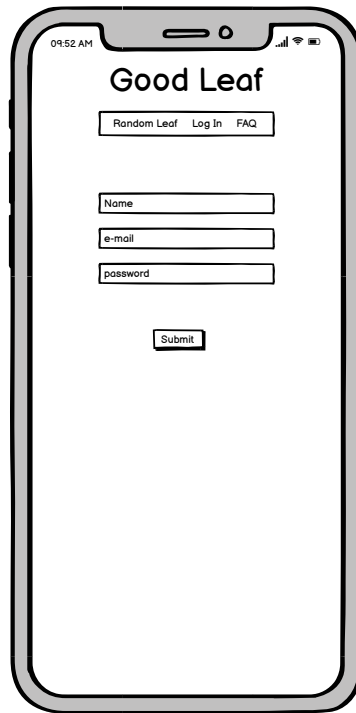 09:52 AM
Good Leaf
Random Leaf Log In FAQ
Name
e-mail
password
Submit